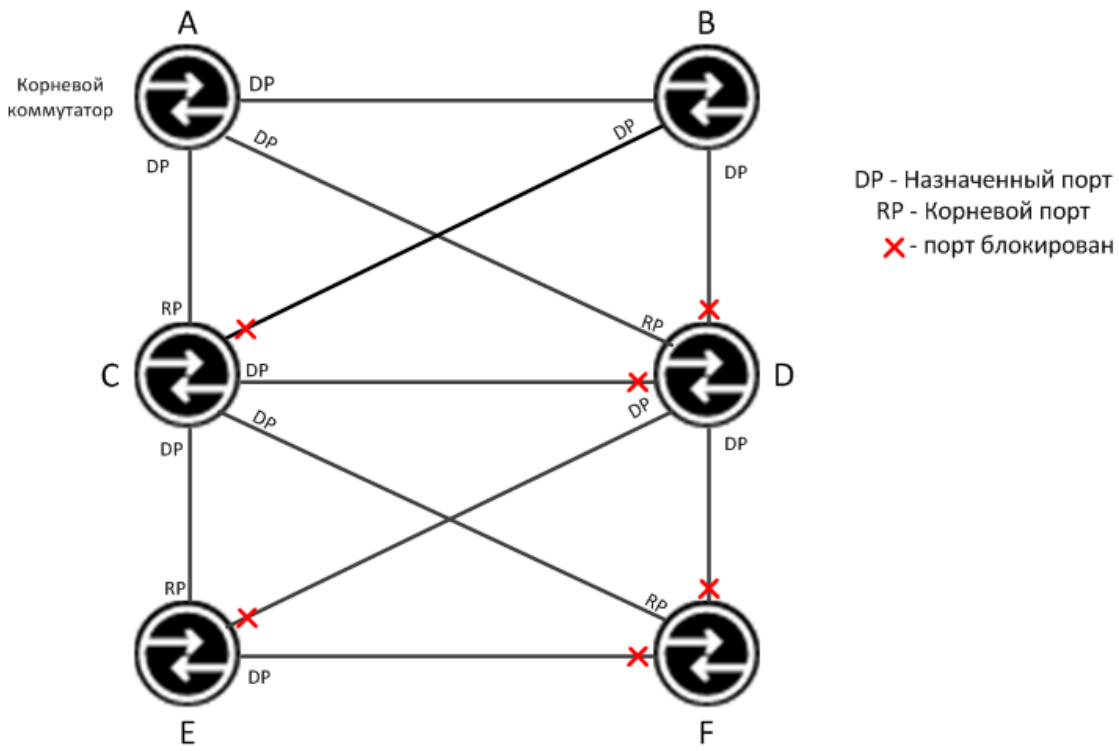 A
B
Корневой
коммутатор
DP
DP
DP
DP
DP
DP - Назначенный порт
RP - Корневой порт
- порт блокирован
RP
RP
C
DP
D
DP
DP
DP
DP
RP
RP
DP
E
F